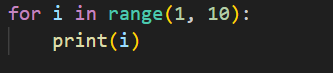 for i in range(1, 10):
    print(i)